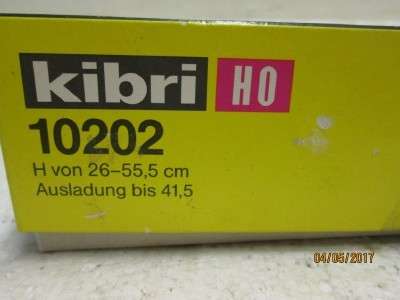 kibri HO
10202
H von 26–55,5 cm
Ausladung bis 41,5
04/05/2017